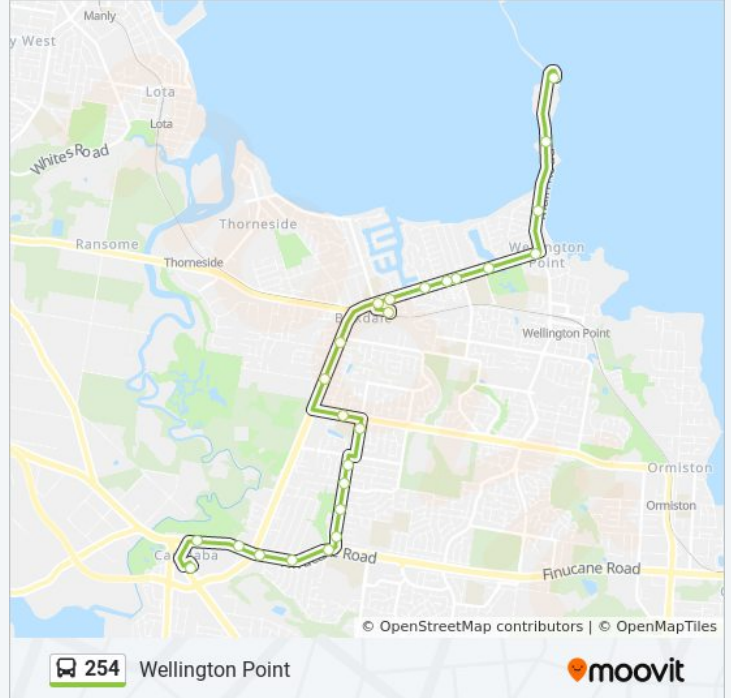 Manly
y West
Lota
Lota
Whites Road
Thorneside
Ransome
Thorneside
Wellington
Point
Wellington Point
Ormiston
Ormiston
Road
Finucane Road
© OpenStreetMap contributors | © OpenMapTiles
254 Wellington Point
moovit